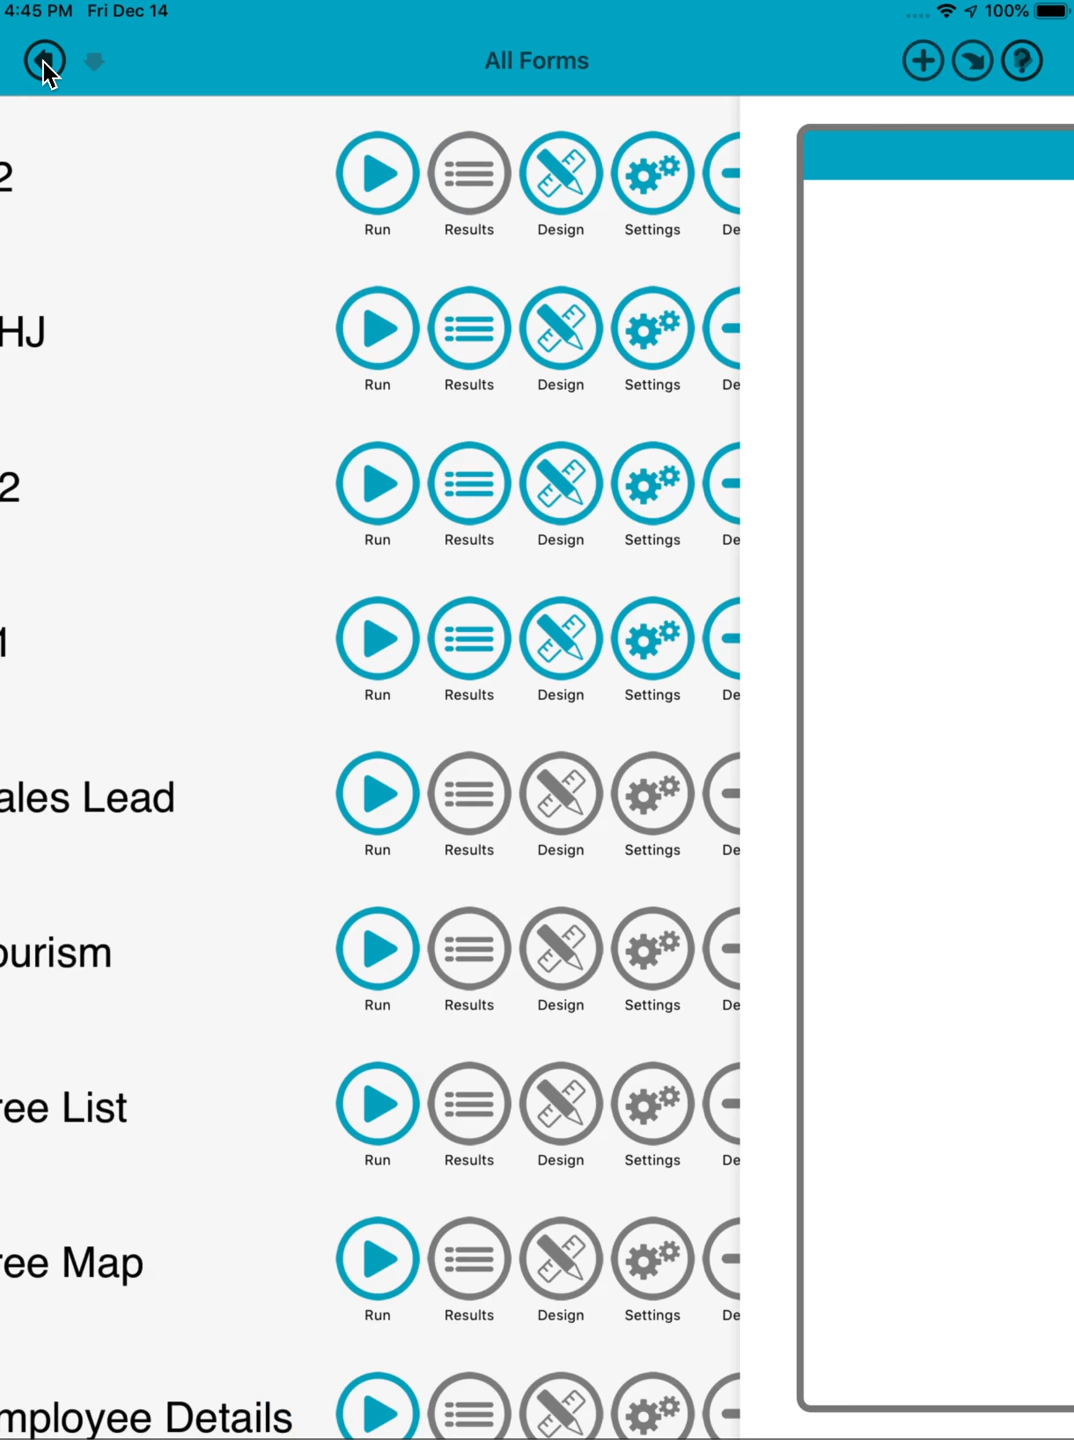 4:45 PM Fri Dec 14 100%
All Forms
2
Run Results Design Settings De
HJ
Run Results Design Settings De
2
Run Results Design Settings De
1
Run Results Design Settings De
ales Lead
Run Results Design Settings De
ourism
Run Results Design Settings De
ree List
Run Results Design Settings De
ree Map
Run Results Design Settings De
mployee Details